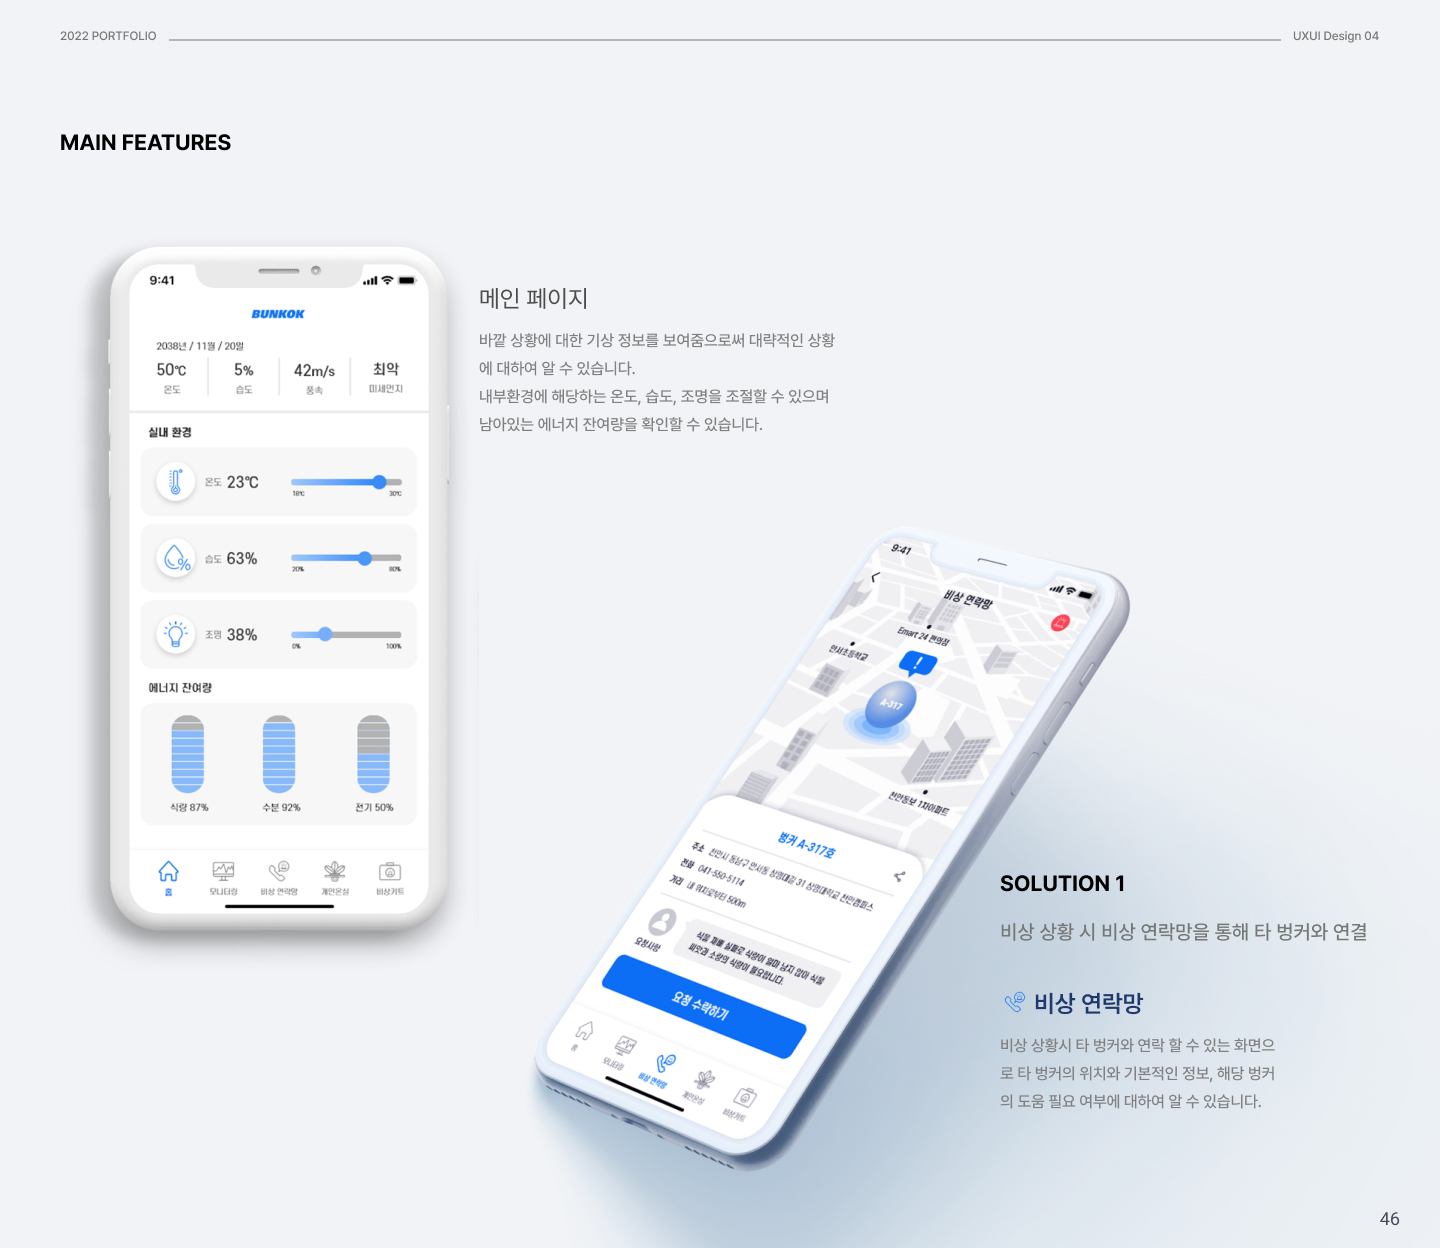 2022 PORTFOLIO
UXUI Design 04
MAIN FEATURES
9:41
BUNKOK
2038년 / 11월 / 20일
50℃
5%
42m/s
최악
온도
습도
풍속
미세먼지
실내 환경
온도 23℃
18℃
30℃
습도 63%
20%
80%
조명 38%
0%
100%
에너지 잔여량
식량 87%
수분 92%
전기 50%
홈
모니터링
비상 연락망
개인온실
비상키트
메인 페이지
바깥 상황에 대한 기상 정보를 보여줌으로써 대략적인 상황
에 대하여 알 수 있습니다.
내부환경에 해당하는 온도, 습도, 조명을 조절할 수 있으며
남아있는 에너지 잔여량을 확인할 수 있습니다.
9:41
비상 연락망
Emart 24 편의점
안서초등학교
A-317
천안동보 1차아파트
벙커 A-317호
주소 천안시 동남구 안서동 상명대길 31 상명대학교 천안캠퍼스
전화 041-550-5114
거리 내 위치로부터 500m
요청사항
식물 재배 실패로 식량이 얼마 남지 않아 식물
씨앗과 소량의 식량이 필요합니다.
요청 수락하기
홈
모니터링
비상 연락망
개인온실
비상키트
SOLUTION 1
비상 상황 시 비상 연락망을 통해 타 벙커와 연결
비상 연락망
비상 상황시 타 벙커와 연락 할 수 있는 화면으
로 타 벙커의 위치와 기본적인 정보, 해당 벙커
의 도움 필요 여부에 대하여 알 수 있습니다.
46